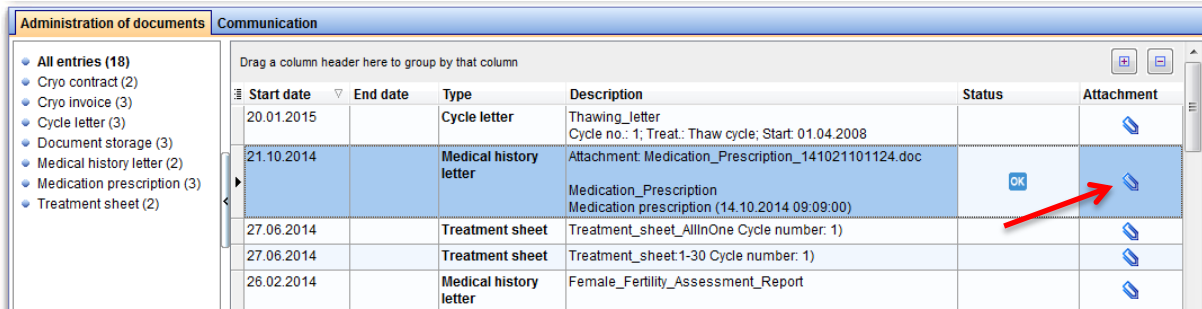 Administration of documents Communication
All entries (18)
Cryo contract (2)
Cryo invoice (3)
Cycle letter (3)
Document storage (3)
Medical history letter (2)
Medication prescription (3)
Treatment sheet (2)
Drag a column header here to group by that column
Start date End date Type Description Status Attachment
20.01.2015 Cycle letter Thawing_letter
Cycle no.: 1; Treat.: Thaw cycle; Start: 01.04.2008
21.10.2014 Medical history Attachment: Medication_Prescription_141021101124.doc
letter
OK
Medication_Prescription
Medication prescription (14.10.2014 09:09:00)
27.06.2014 Treatment sheet Treatment_sheet_AllInOne Cycle number: 1)
27.06.2014 Treatment sheet Treatment_sheet:1-30 Cycle number: 1)
26.02.2014 Medical history Female_Fertility_Assessment_Report
letter